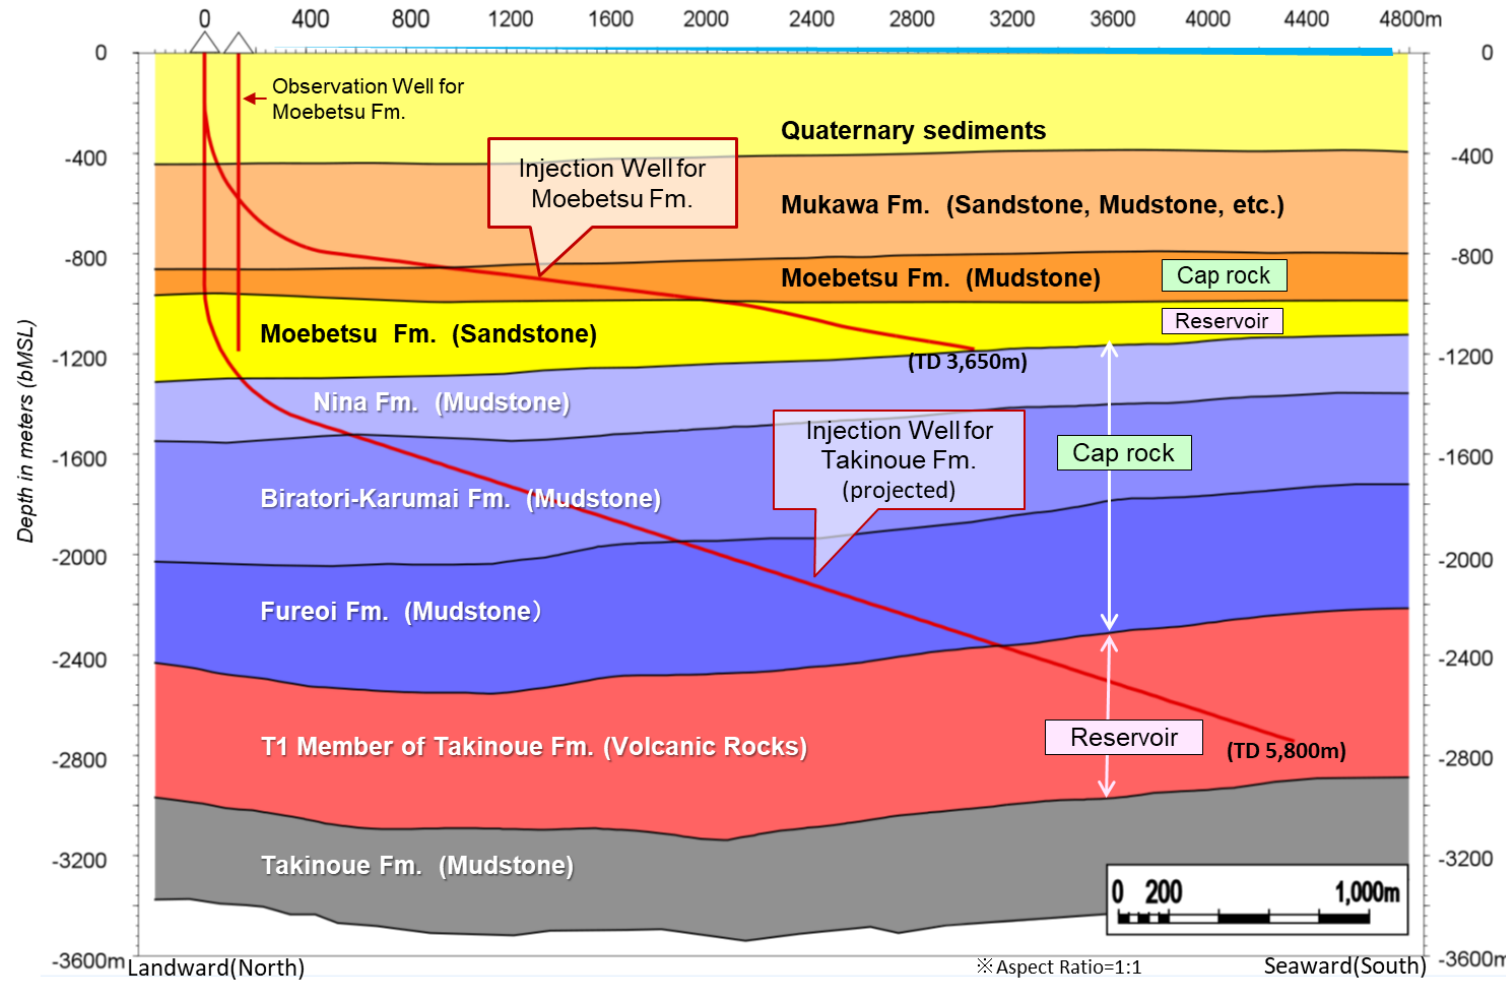 0 400 800 1200 1600 2000 2400 2800 3200 3600 4000 4400 4800m
0 0
Observation Well for
Moebetsu Fm.
Quaternary sediments
-400 -400
Injection Well for
Moebetsu Fm.
Mukawa Fm. (Sandstone, Mudstone, etc.)
-800 -800
Moebetsu Fm. (Mudstone) Cap rock
Moebetsu Fm. (Sandstone) Reservoir
-1200 -1200
(TD 3,650m)
Nina Fm. (Mudstone)
Injection Well for
Takinoue Fm.
(projected)
Cap rock
-1600 -1600
Biratori-Karumai Fm. (Mudstone)
Depth in meters (bMSL)
-2000 -2000
Fureoi Fm. (Mudstone）
-2400 -2400
T1 Member of Takinoue Fm. (Volcanic Rocks) Reservoir
(TD 5,800m)
-2800 -2800
Takinoue Fm. (Mudstone)
-3200 -3200
0 200 1,000m
-3600m -3600m
Landward(North) ※Aspect Ratio=1:1 Seaward(South)